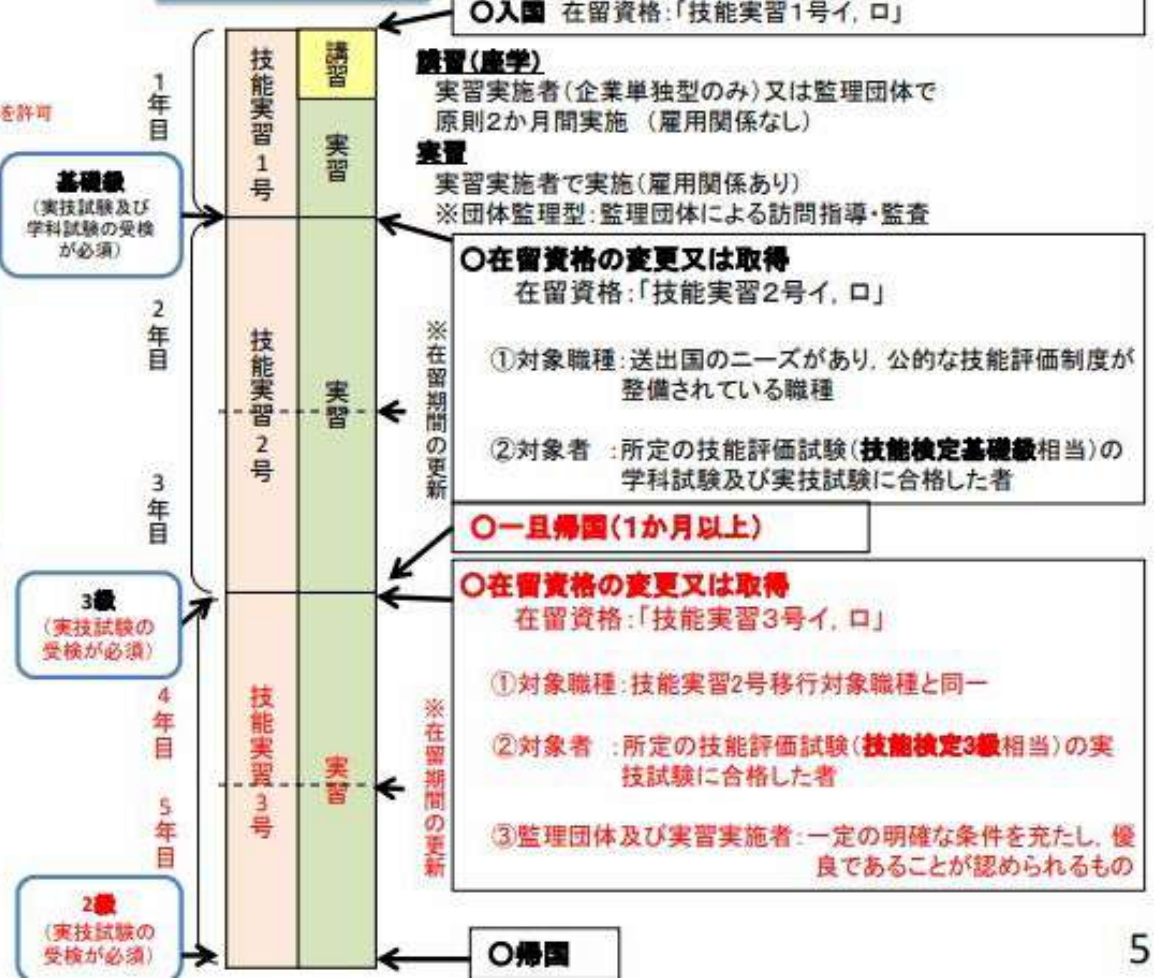 〇入国 在留資格:「技能実習1号イ, ロ」
を許可
1年目
技能実習1号
講習
実習
講習(座学)
実習実施者(企業単独型のみ)又は監理団体で
原則2か月間実施 (雇用関係なし)
実習
実習実施者で実施(雇用関係あり)
※団体監理型:監理団体による訪問指導・監査
基礎級
(実技試験及び
学科試験の受検
が必須)
2年目
3年目
技能実習2号
実習
※在留期間の更新
〇在留資格の変更又は取得
在留資格:「技能実習2号イ, ロ」
①対象職種:送出国のニーズがあり, 公的な技能評価制度が
整備されている職種
②対象者 :所定の技能評価試験(技能検定基礎級相当)の
学科試験及び実技試験に合格した者
〇一旦帰国(1か月以上)
3級
(実技試験の
受検が必須)
4年目
5年目
技能実習3号
実習
※在留期間の更新
〇在留資格の変更又は取得
在留資格:「技能実習3号イ, ロ」
①対象職種:技能実習2号移行対象職種と同一
②対象者 :所定の技能評価試験(技能検定3級相当)の実
技試験に合格した者
③監理団体及び実習実施者:一定の明確な条件を充たし, 優
良であることが認められるもの
2級
(実技試験の
受検が必須)
〇帰国
5